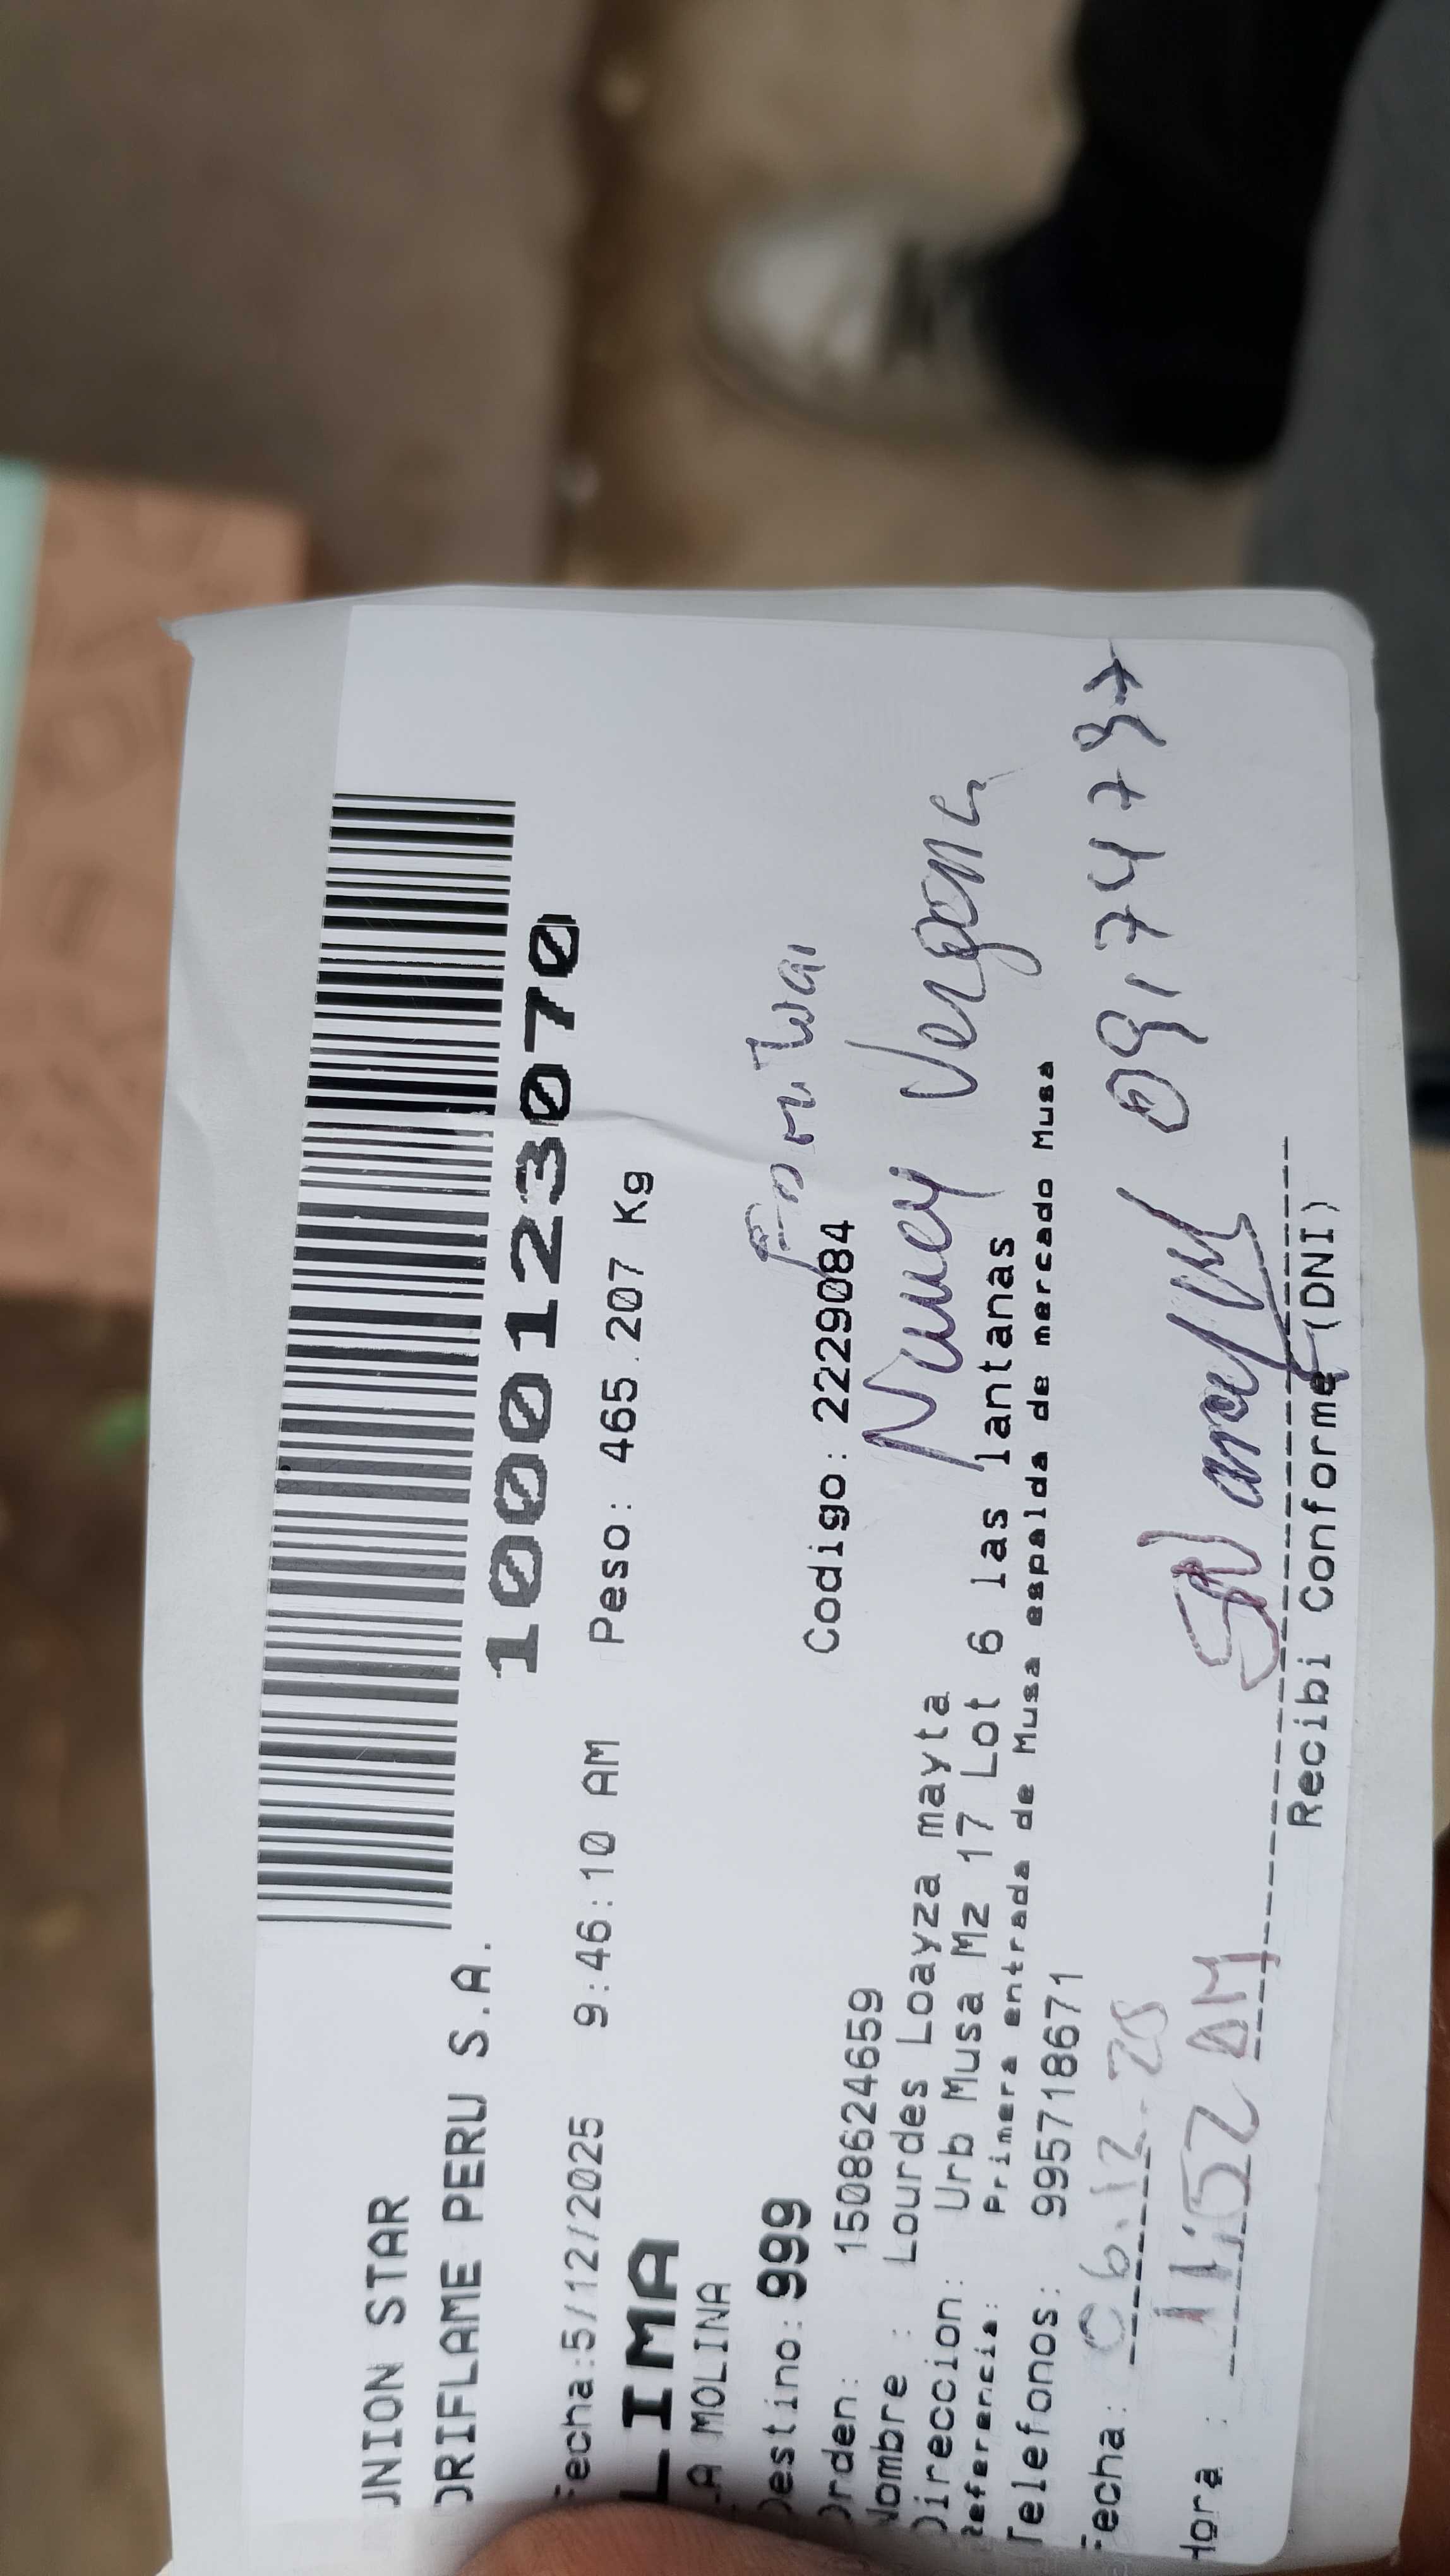 UNION STAR
ORIFLAME PERU S.A.
1000123070
Fecha:5/12/2025 9:46:10 AM Peso: 465.207 Kg
LIMA
LA MOLINA
Destino: 999
Orden: 1508624659 Codigo: 2229084
Nombre : Lourdes Loayza mayta
Nancy Vergara
Direccion: Urb Musa Mz 17 Lot 6 las lantanas
Referencia: Primera entrada de Musa espalda de mercado Musa
Telefonos: 995718671
Fecha: 06.12.25
Hora : 11:52 AM
Recibi Conforme (DNI)